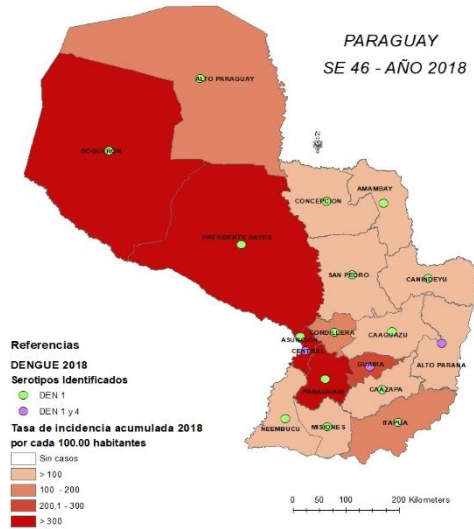 PARAGUAY
SE 46 - AÑO 2018
ALTO PARAGUAY
BOQUERON
CONCEPCION
AMAMBAY
PRESIDENTE HAYES
SAN PEDRO
CANINDEYU
CORDILLERA
ASUNCION
CAAGUAZU
CENTRAL
ALTO PARANA
GUAIRA
PARAGUARI
CAAZAPA
ÑEEMBUCU
MISIONES
ITAPUA
Referencias
DENGUE 2018
Serotipos Identificados
DEN 1
DEN 1 y 4
Tasa de incidencia acumulada 2018
por cada 100.00 habitantes
Sin casos
> 100
100 - 200
200,1 - 300
> 300
0 50 100 200 Kilometers